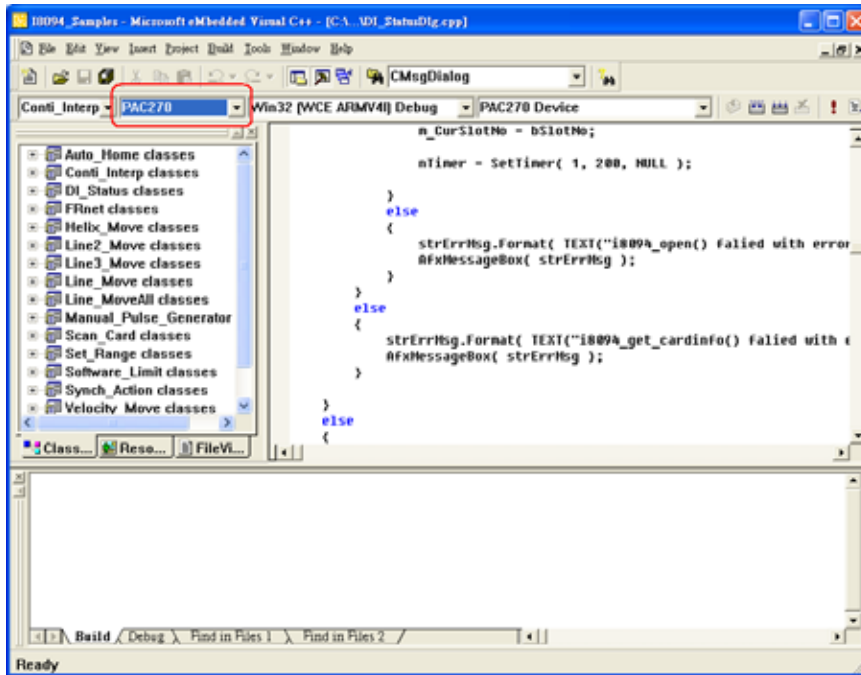 I8094_Samples - Microsoft eMbedded Visual C++ - [C:\...\DI_StatusDlg.cpp]
File Edit View Insert Project Build Tools Window Help
CMsgDialog
Conti_Interp PAC270 Win32 (WCE ARMV4I) Debug PAC270 Device
Auto_Home classes
Conti_Interp classes
DI_Status classes
FRnet classes
Helix_Move classes
Line2_Move classes
Line3_Move classes
Line_Move classes
Line_MoveAll classes
Manual_Pulse_Generator
Scan_Card classes
Set_Range classes
Software_Limit classes
Synch_Action classes
Velocity_Move classes
Class... Reso... FileVi...
m_CurSlotNo = bSlotNo;
nTimer = SetTimer( 1, 200, NULL );
}
else
{
strErrMsg.Format( TEXT("i8094_open() falied with error
AfxMessageBox( strErrMsg );
}
}
else
{
strErrMsg.Format( TEXT("i8094_get_cardinfo() falied with e
AfxMessageBox( strErrMsg );
}
}
else
{
Build Debug Find in Files 1 Find in Files 2
Ready